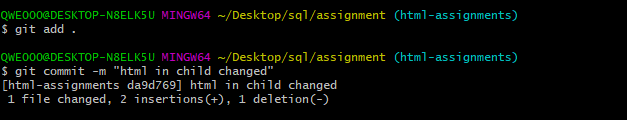 QWEOOO@DESKTOP-N8ELK5U MINGW64 ~/Desktop/sql/assignment (html-assignments)
$ git add .
QWEOOO@DESKTOP-N8ELK5U MINGW64 ~/Desktop/sql/assignment (html-assignments)
$ git commit -m "html in child changed"
[html-assignments da9d769] html in child changed
1 file changed, 2 insertions(+), 1 deletion(-)